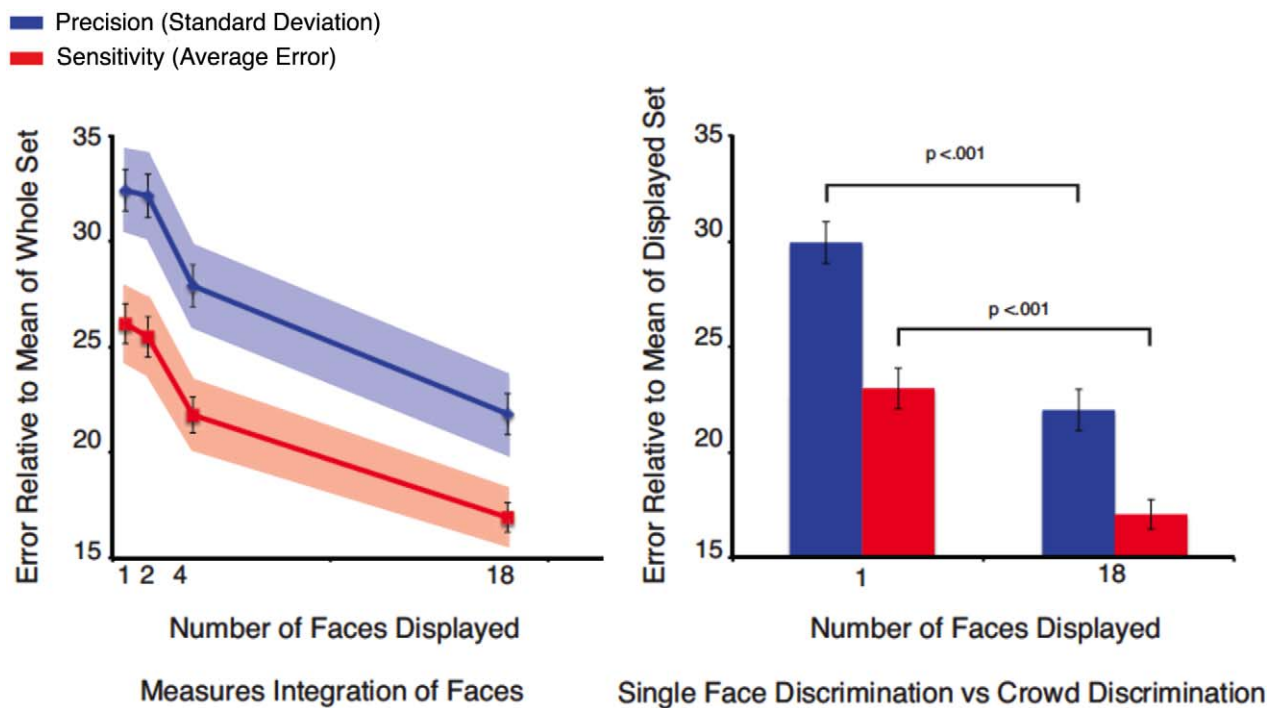 Precision (Standard Deviation)
Sensitivity (Average Error)
Error Relative to Mean of Whole Set
35
30
25
20
15
1 2 4 18
Number of Faces Displayed
Measures Integration of Faces
Error Relative to Mean of Displayed Set
35
30
25
20
15
p <.001
p <.001
1 18
Number of Faces Displayed
Single Face Discrimination vs Crowd Discrimination